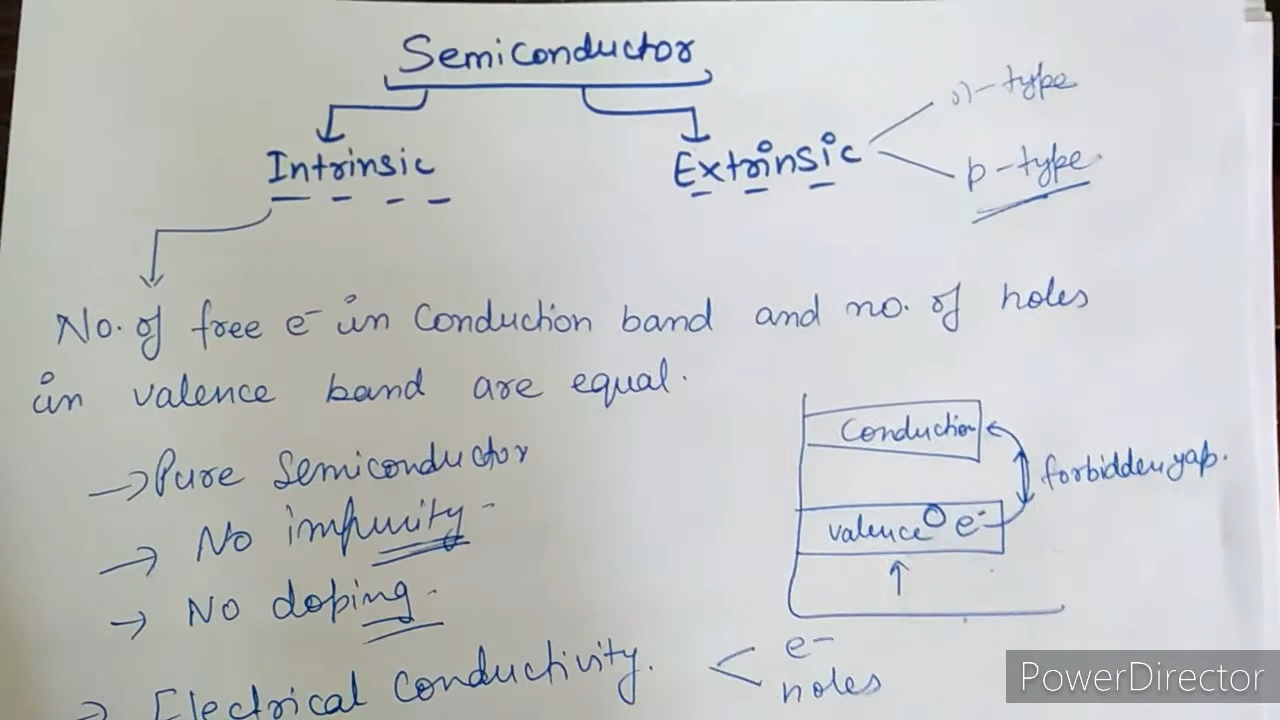 Semiconductor
Intrinsic
Extrinsic
n-type
p-type
No. of free e- in conduction band and no. of holes
in valence band are equal.
→ Pure Semiconductor
→ No impurity
→ No doping
→ Electrical conductivity. < e-
holes
Conduction
forbidden gap.
valence e-
PowerDirector